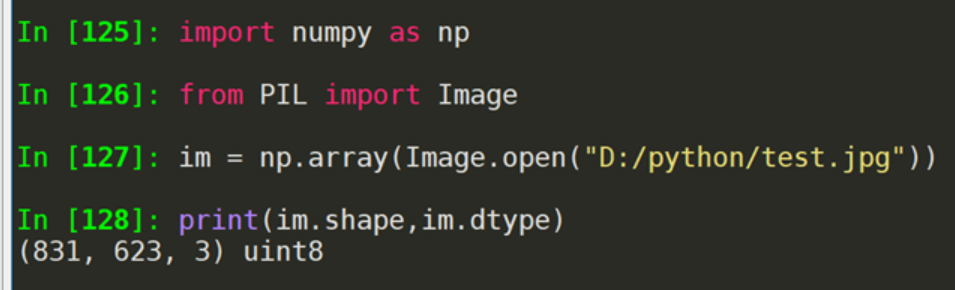 In [125]: import numpy as np
In [126]: from PIL import Image
In [127]: im = np.array(Image.open("D:/python/test.jpg"))
In [128]: print(im.shape,im.dtype)
(831, 623, 3) uint8